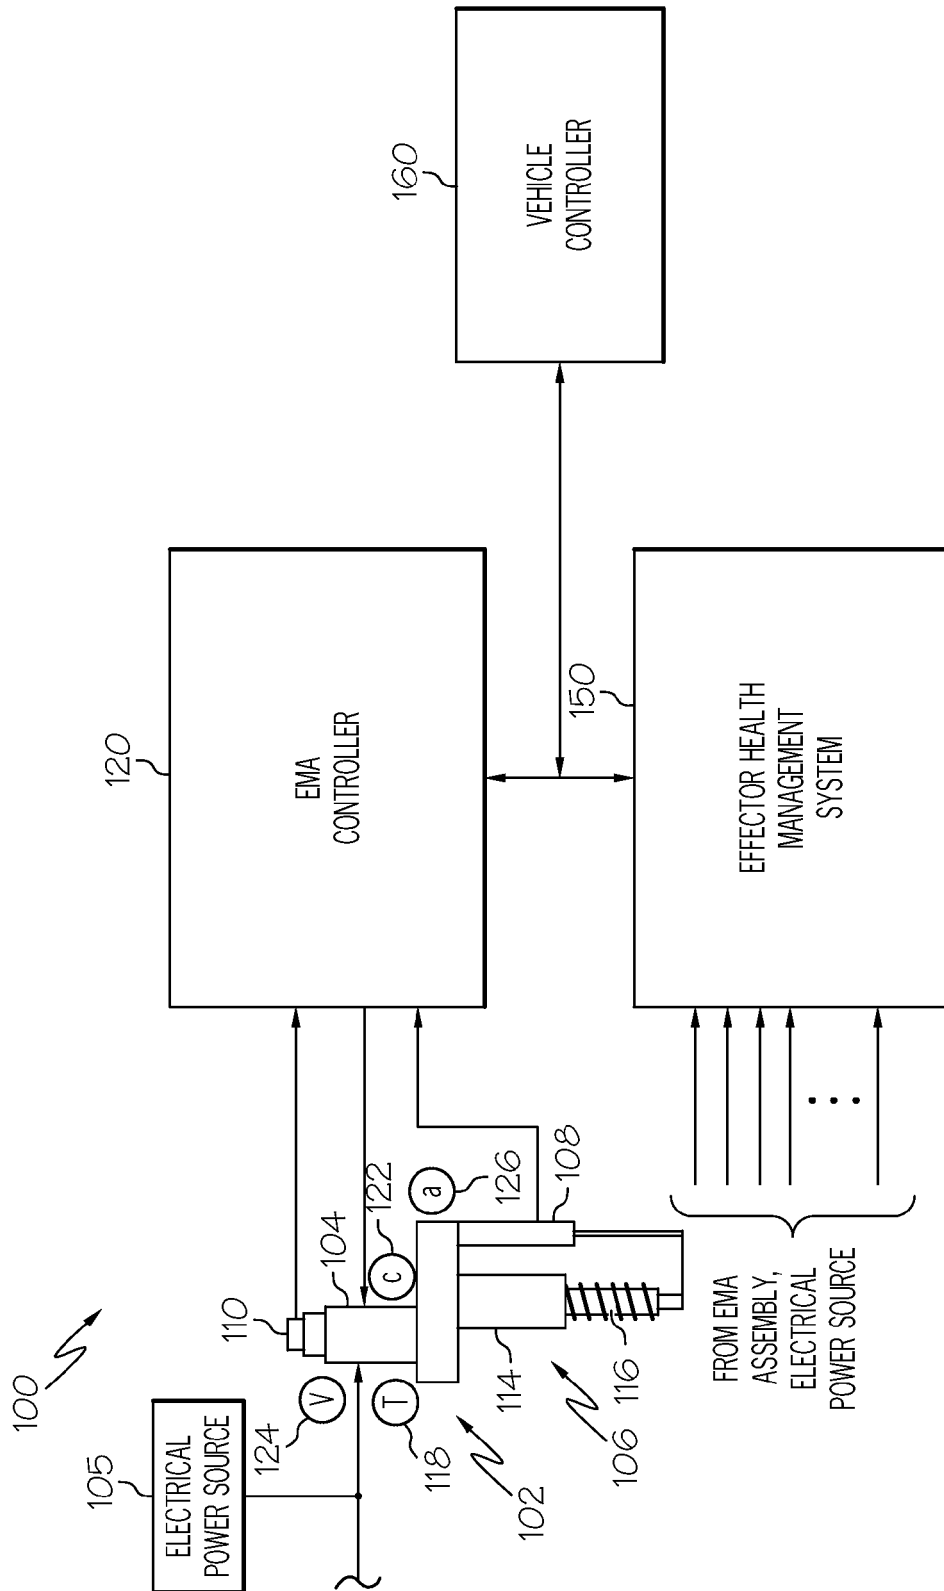 100
105
ELECTRICAL
POWER SOURCE
124
V
110
104
T
118
c
122
a
126
102
114
106
116
108
120
EMA
CONTROLLER
FROM EMA
ASSEMBLY,
ELECTRICAL
POWER SOURCE
150
EFFECTOR HEALTH
MANAGEMENT
SYSTEM
160
VEHICLE
CONTROLLER